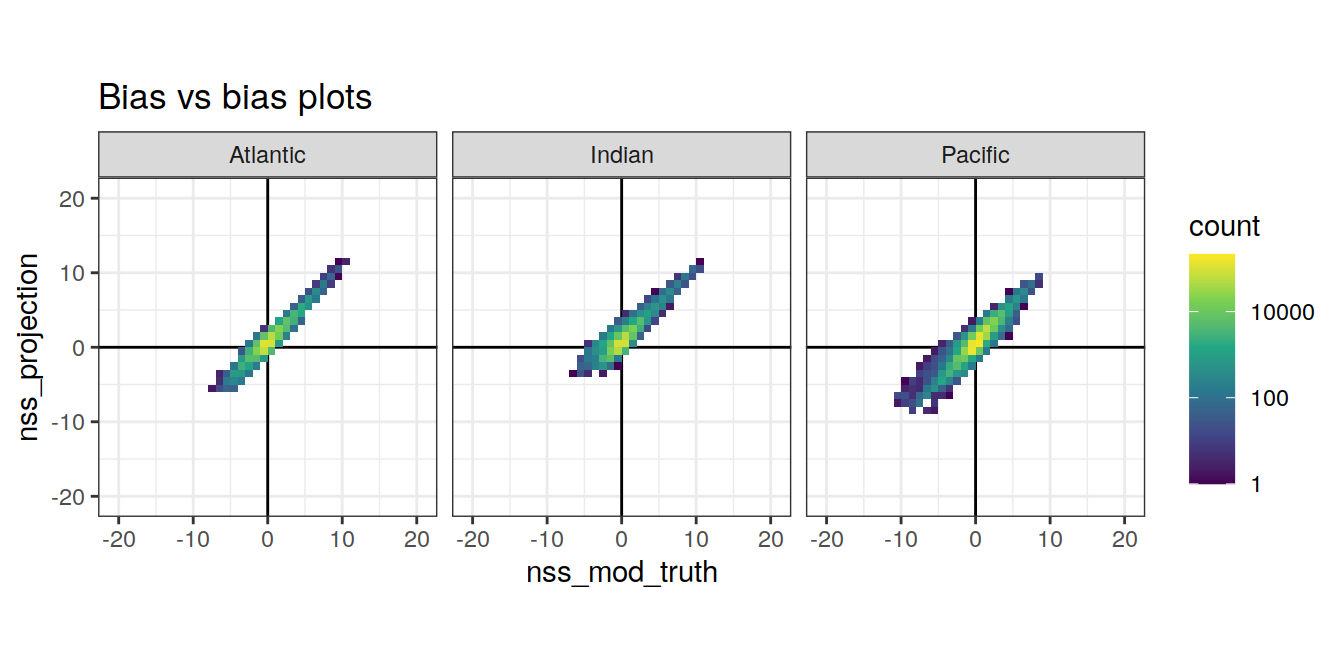 Bias vs bias plots
Atlantic Indian Pacific
count
20
10
0
-10
-20
nss_projection
10000
100
1
-20 -10 0 10 20 -20 -10 0 10 20 -20 -10 0 10 20
nss_mod_truth